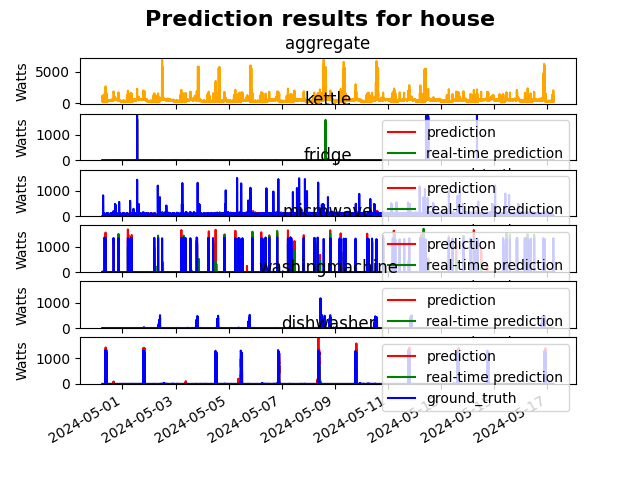 Prediction results for house
aggregate
Watts
5000
0
kettle
Watts
1000
0
prediction
real-time prediction
fridge
Watts
1000
0
prediction
real-time prediction
microwave
Watts
1000
0
prediction
real-time prediction
washingmachine
Watts
1000
0
prediction
real-time prediction
dishwasher
Watts
1000
0
prediction
real-time prediction
ground_truth
2024-05-01
2024-05-03
2024-05-05
2024-05-07
2024-05-09
2024-05-11
2024-05-17